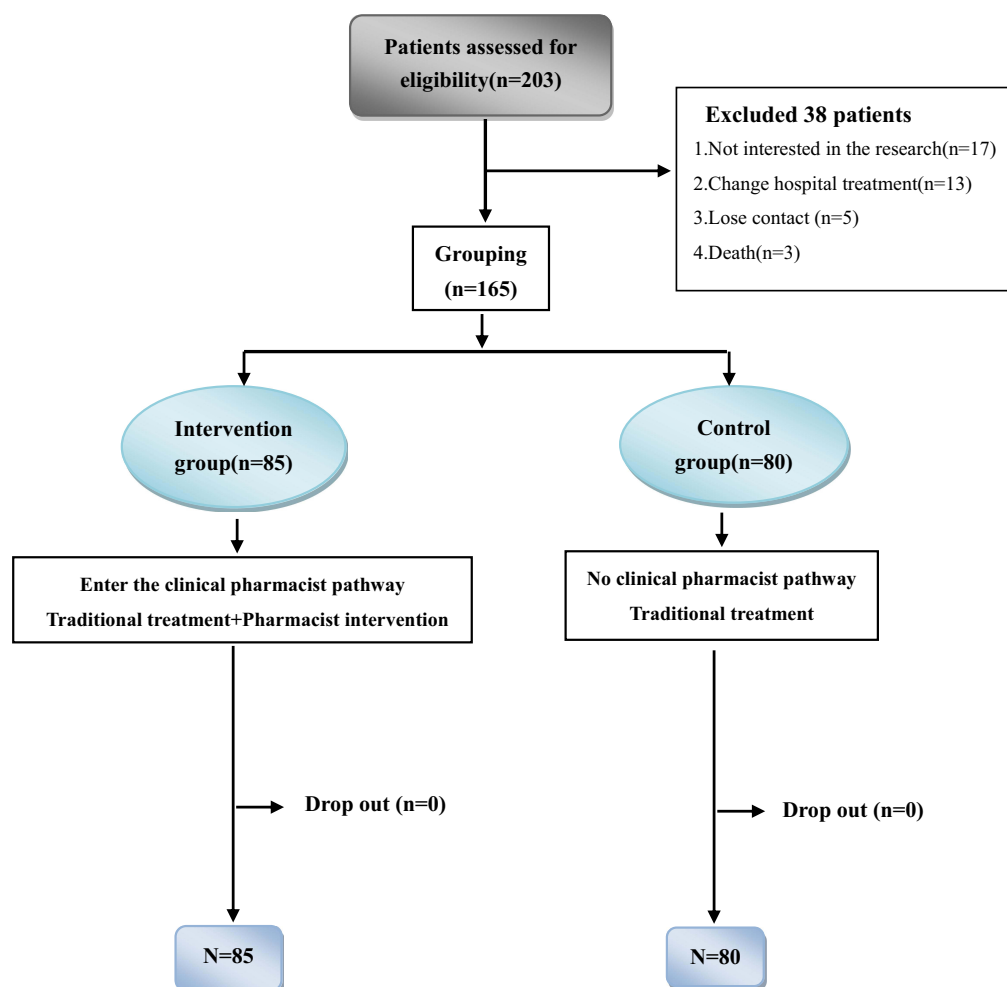 Patients assessed for
eligibility(n=203)
Excluded 38 patients
1.Not interested in the research(n=17)
2.Change hospital treatment(n=13)
3.Lose contact (n=5)
4.Death(n=3)
Grouping
(n=165)
Intervention
group(n=85)
Control
group(n=80)
Enter the clinical pharmacist pathway
Traditional treatment+Pharmacist intervention
No clinical pharmacist pathway
Traditional treatment
Drop out (n=0)
Drop out (n=0)
N=85
N=80